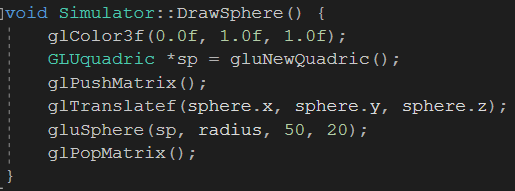 void Simulator::DrawSphere() {
glColor3f(0.0f, 1.0f, 1.0f);
GLUquadric *sp = gluNewQuadric();
glPushMatrix();
glTranslatef(sphere.x, sphere.y, sphere.z);
gluSphere(sp, radius, 50, 20);
glPopMatrix();
}